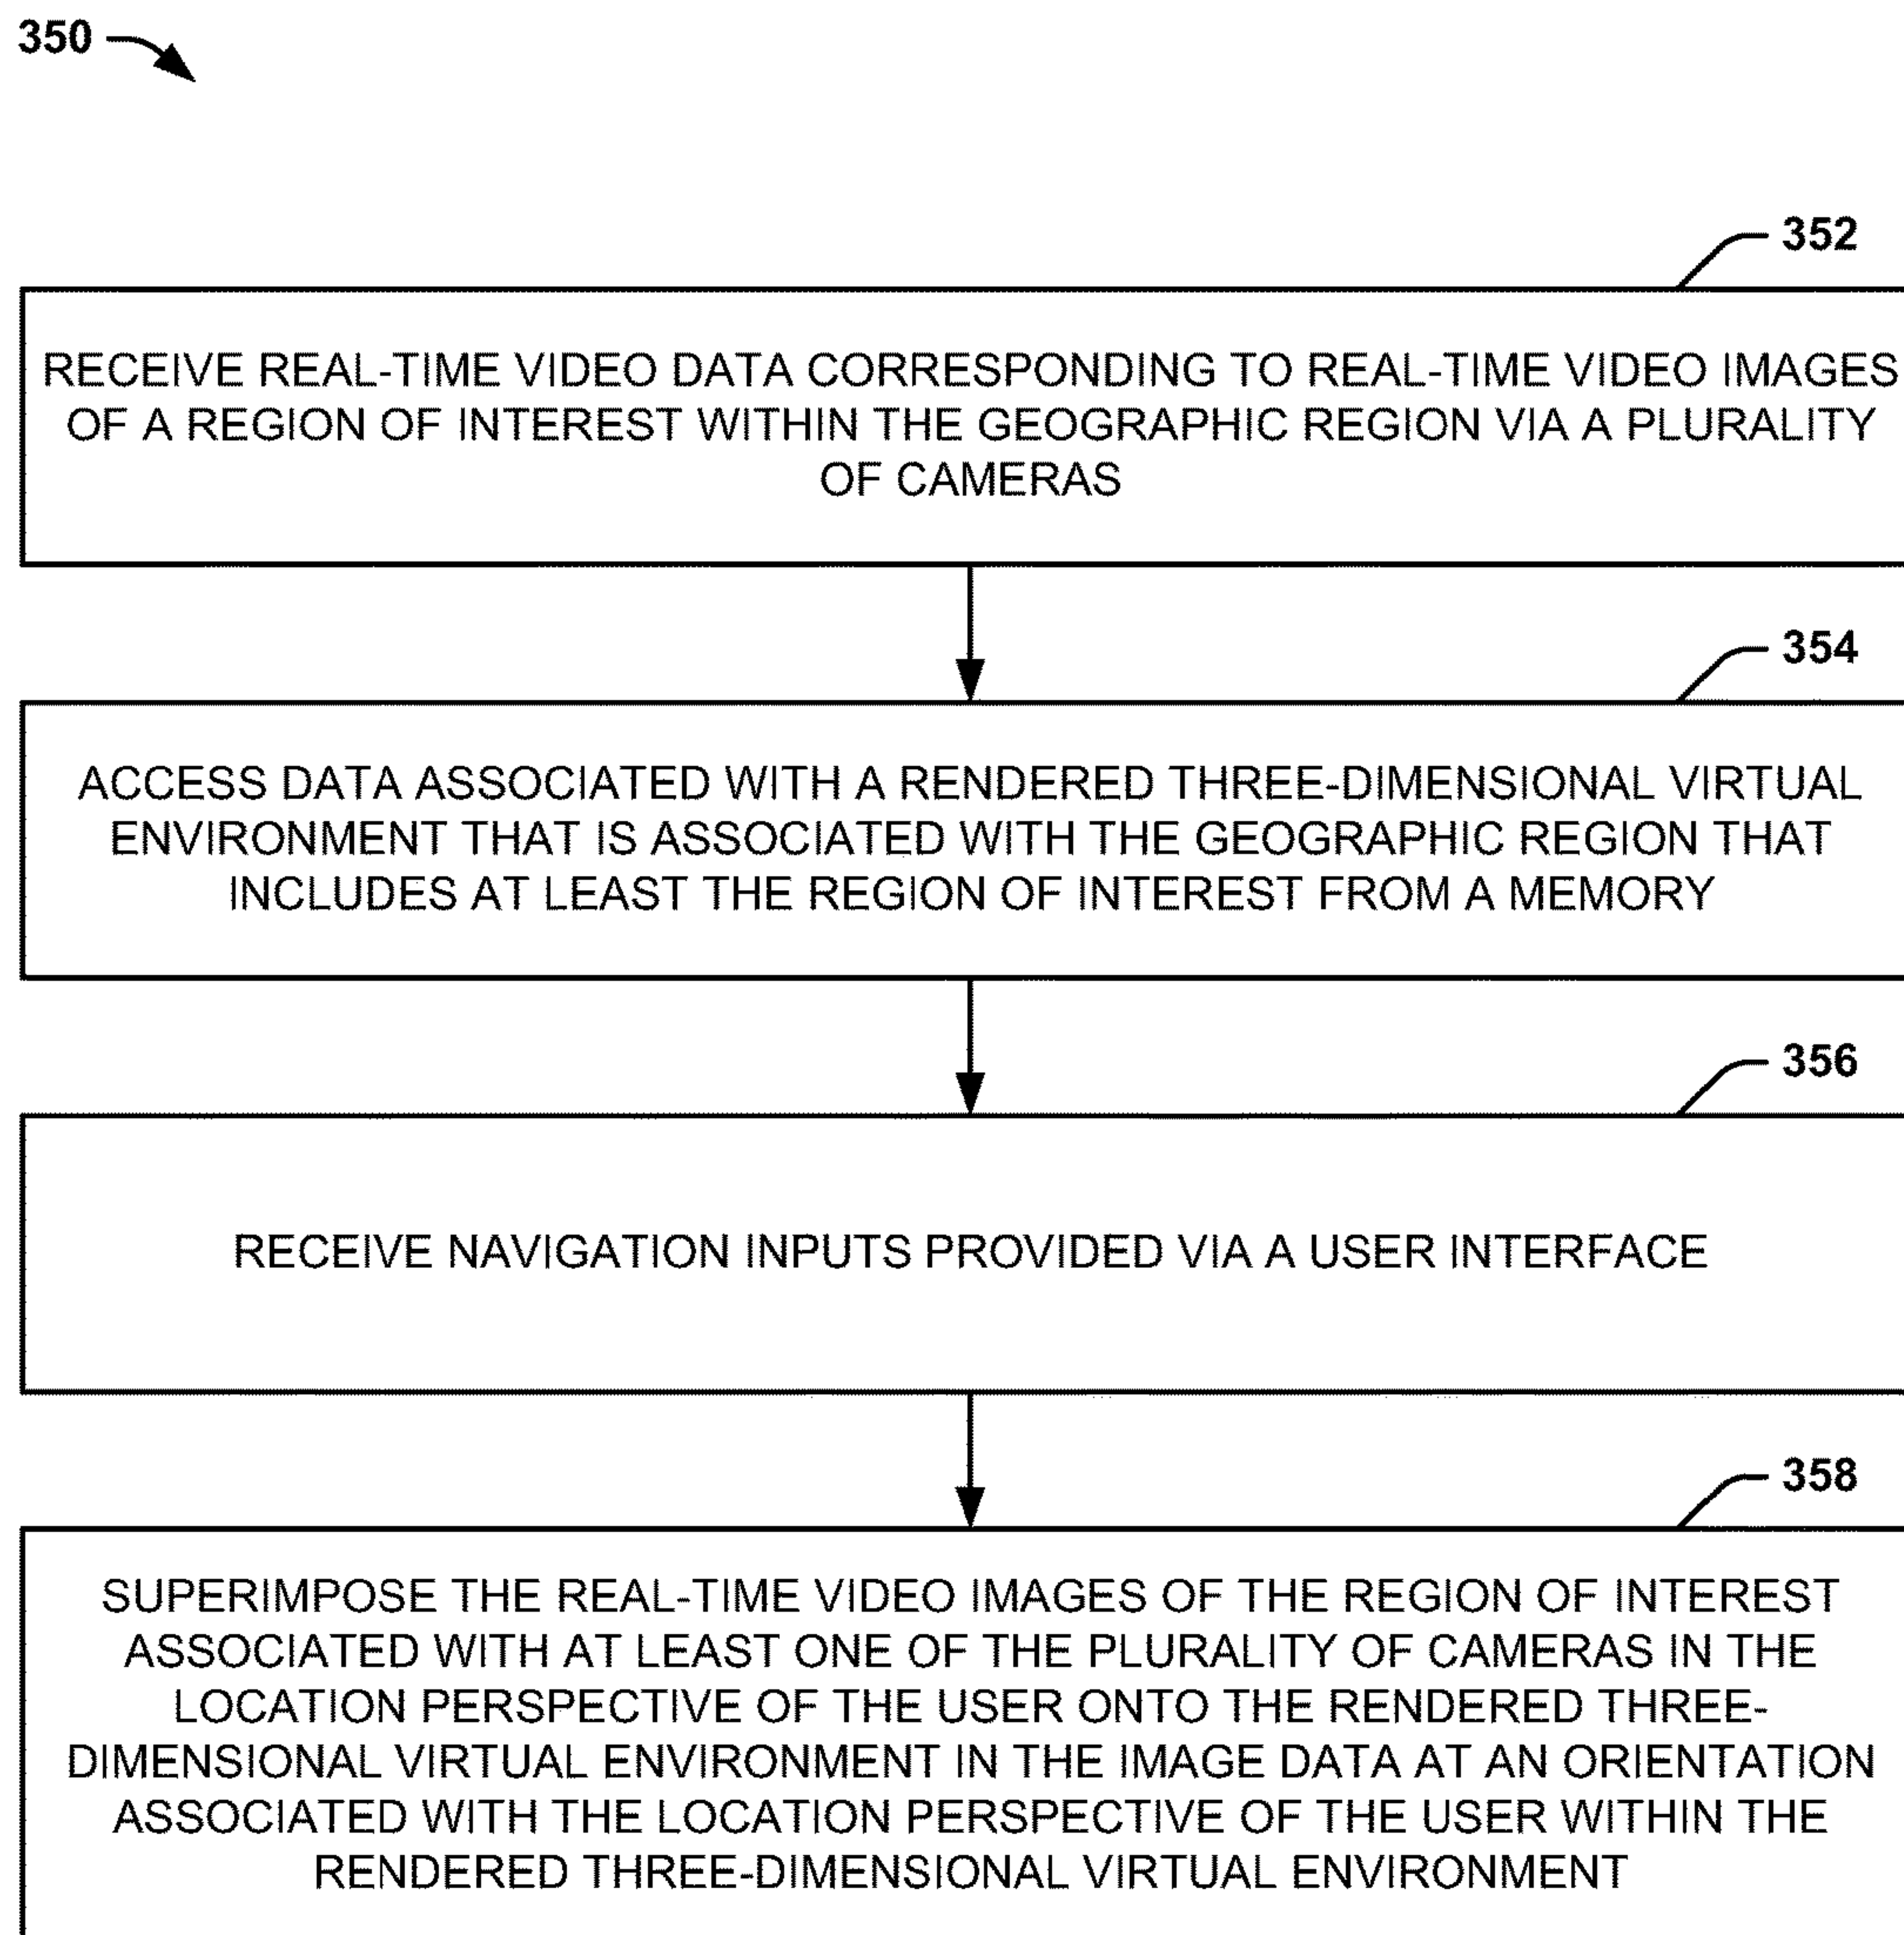 350
352
RECEIVE REAL-TIME VIDEO DATA CORRESPONDING TO REAL-TIME VIDEO IMAGES
OF A REGION OF INTEREST WITHIN THE GEOGRAPHIC REGION VIA A PLURALITY
OF CAMERAS
354
ACCESS DATA ASSOCIATED WITH A RENDERED THREE-DIMENSIONAL VIRTUAL
ENVIRONMENT THAT IS ASSOCIATED WITH THE GEOGRAPHIC REGION THAT
INCLUDES AT LEAST THE REGION OF INTEREST FROM A MEMORY
356
RECEIVE NAVIGATION INPUTS PROVIDED VIA A USER INTERFACE
358
SUPERIMPOSE THE REAL-TIME VIDEO IMAGES OF THE REGION OF INTEREST
ASSOCIATED WITH AT LEAST ONE OF THE PLURALITY OF CAMERAS IN THE
LOCATION PERSPECTIVE OF THE USER ONTO THE RENDERED THREE-
DIMENSIONAL VIRTUAL ENVIRONMENT IN THE IMAGE DATA AT AN ORIENTATION
ASSOCIATED WITH THE LOCATION PERSPECTIVE OF THE USER WITHIN THE
RENDERED THREE-DIMENSIONAL VIRTUAL ENVIRONMENT